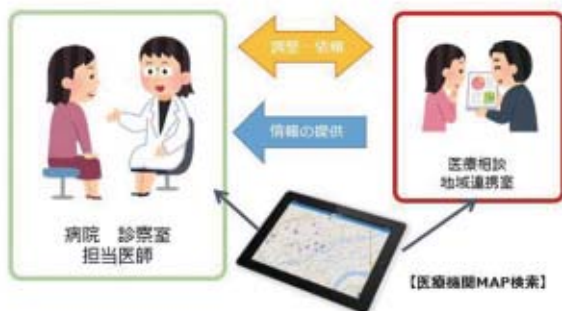 調整・依頼
情報の提供
医療相談
地域連携室
病院 診察室
担当医師
【医療機関MAP検索】